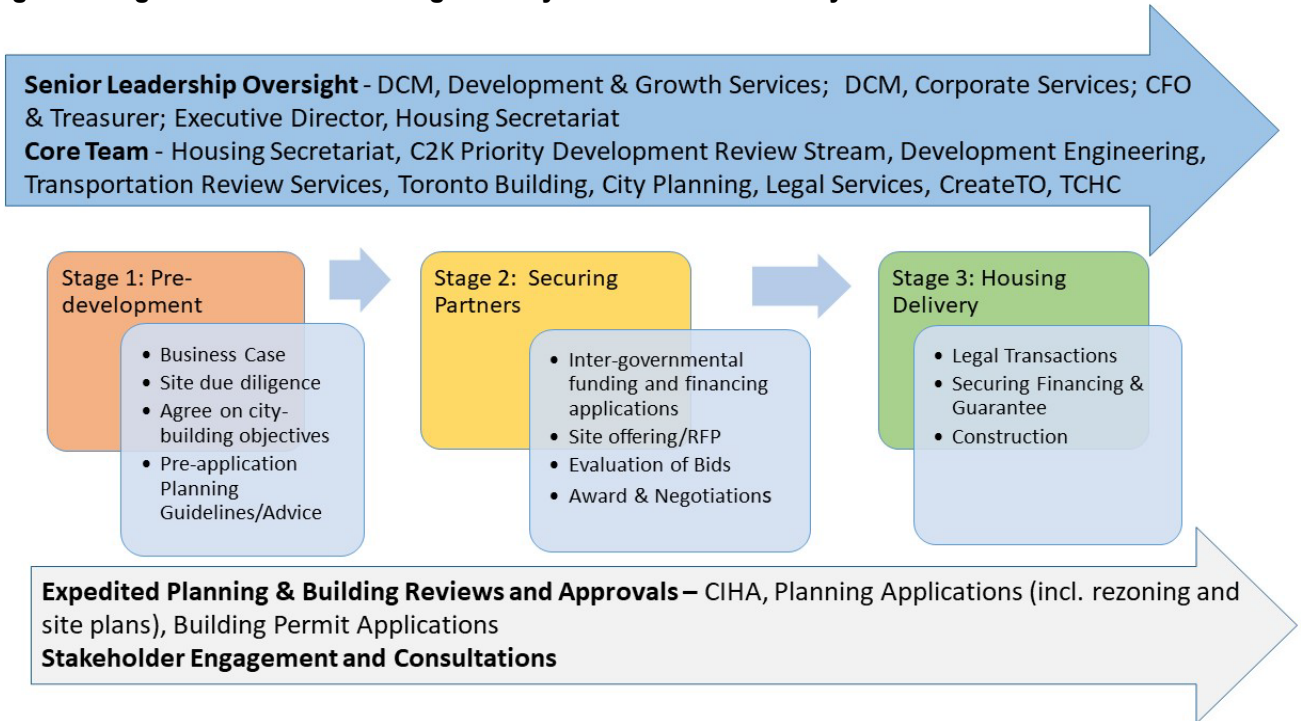 Senior Leadership Oversight - DCM, Development & Growth Services; DCM, Corporate Services; CFO
& Treasurer; Executive Director, Housing Secretariat
Core Team - Housing Secretariat, C2K Priority Development Review Stream, Development Engineering,
Transportation Review Services, Toronto Building, City Planning, Legal Services, CreateTO, TCHC
Stage 1: Pre-
development
• Business Case
• Site due diligence
• Agree on city-
building objectives
• Pre-application
Planning
Guidelines/Advice
Stage 2: Securing
Partners
• Inter-governmental
funding and financing
applications
• Site offering/RFP
• Evaluation of Bids
• Award & Negotiations
Stage 3: Housing
Delivery
• Legal Transactions
• Securing Financing &
Guarantee
• Construction
Expedited Planning & Building Reviews and Approvals – CIHA, Planning Applications (incl. rezoning and
site plans), Building Permit Applications
Stakeholder Engagement and Consultations